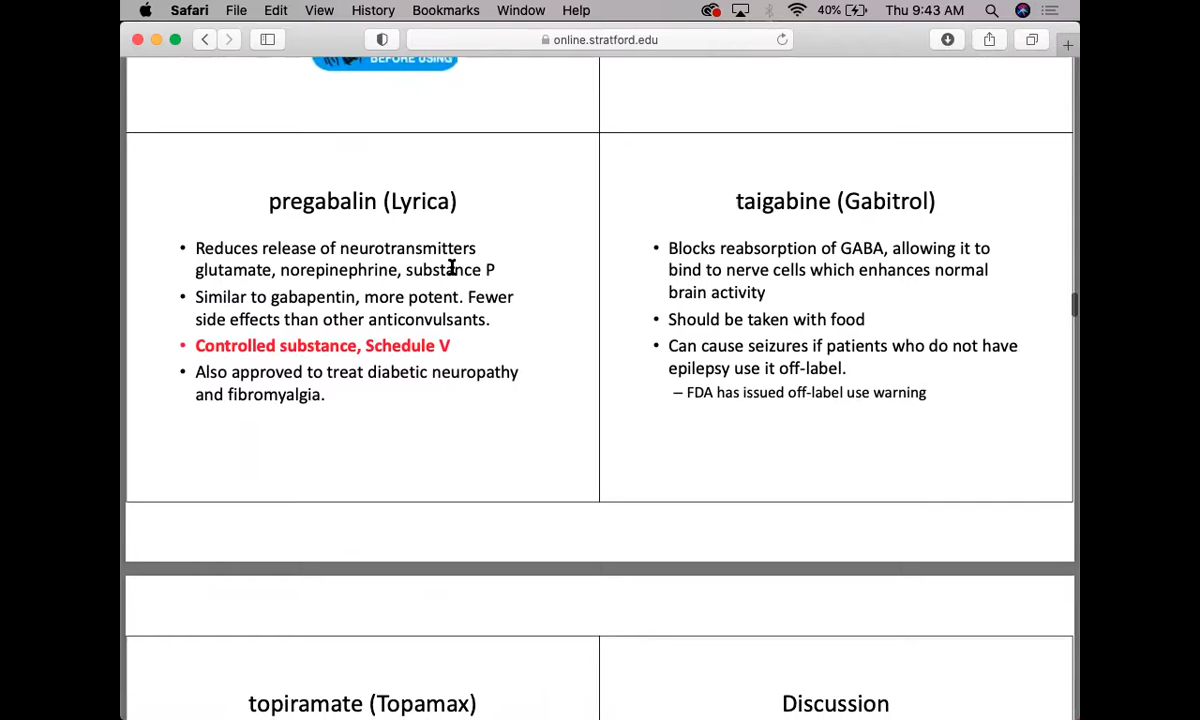 Safari File Edit View History Bookmarks Window Help 40% Thu 9:43 AM
online.stratford.edu
BEFORE USING
pregabalin (Lyrica)
• Reduces release of neurotransmitters
glutamate, norepinephrine, substance P
• Similar to gabapentin, more potent. Fewer
side effects than other anticonvulsants.
• Controlled substance, Schedule V
• Also approved to treat diabetic neuropathy
and fibromyalgia.
taigabine (Gabitrol)
• Blocks reabsorption of GABA, allowing it to
bind to nerve cells which enhances normal
brain activity
• Should be taken with food
• Can cause seizures if patients who do not have
epilepsy use it off-label.
– FDA has issued off-label use warning
topiramate (Topamax)
Discussion